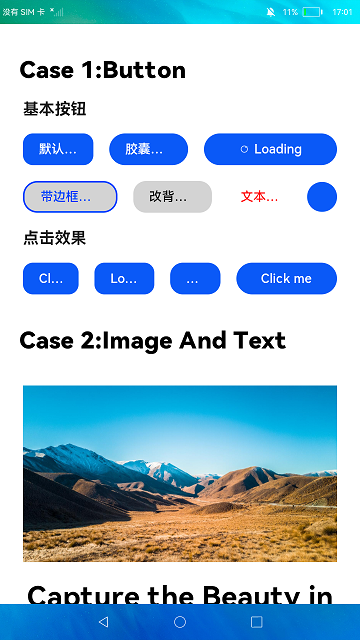 没有 SIM 卡 11% 17:01
Case 1:Button
基本按钮
默认... 胶囊... Loading
带边框... 改背... 文本...
点击效果
Cl... Lo... ... Click me
Case 2:Image And Text
Capture the Beauty in